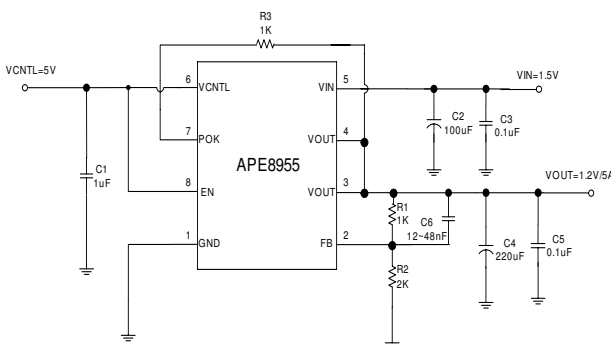 R3
1K
VCNTL=5V
6
VCNTL
VIN
5
VIN=1.5V
C2
100uF
C3
0.1uF
7
POK
VOUT
4
APE8955
C1
1uF
8
EN
VOUT
3
VOUT=1.2V/5A
R1
1K
C6
12~48nF
1
GND
FB
2
C4
220uF
C5
0.1uF
R2
2K